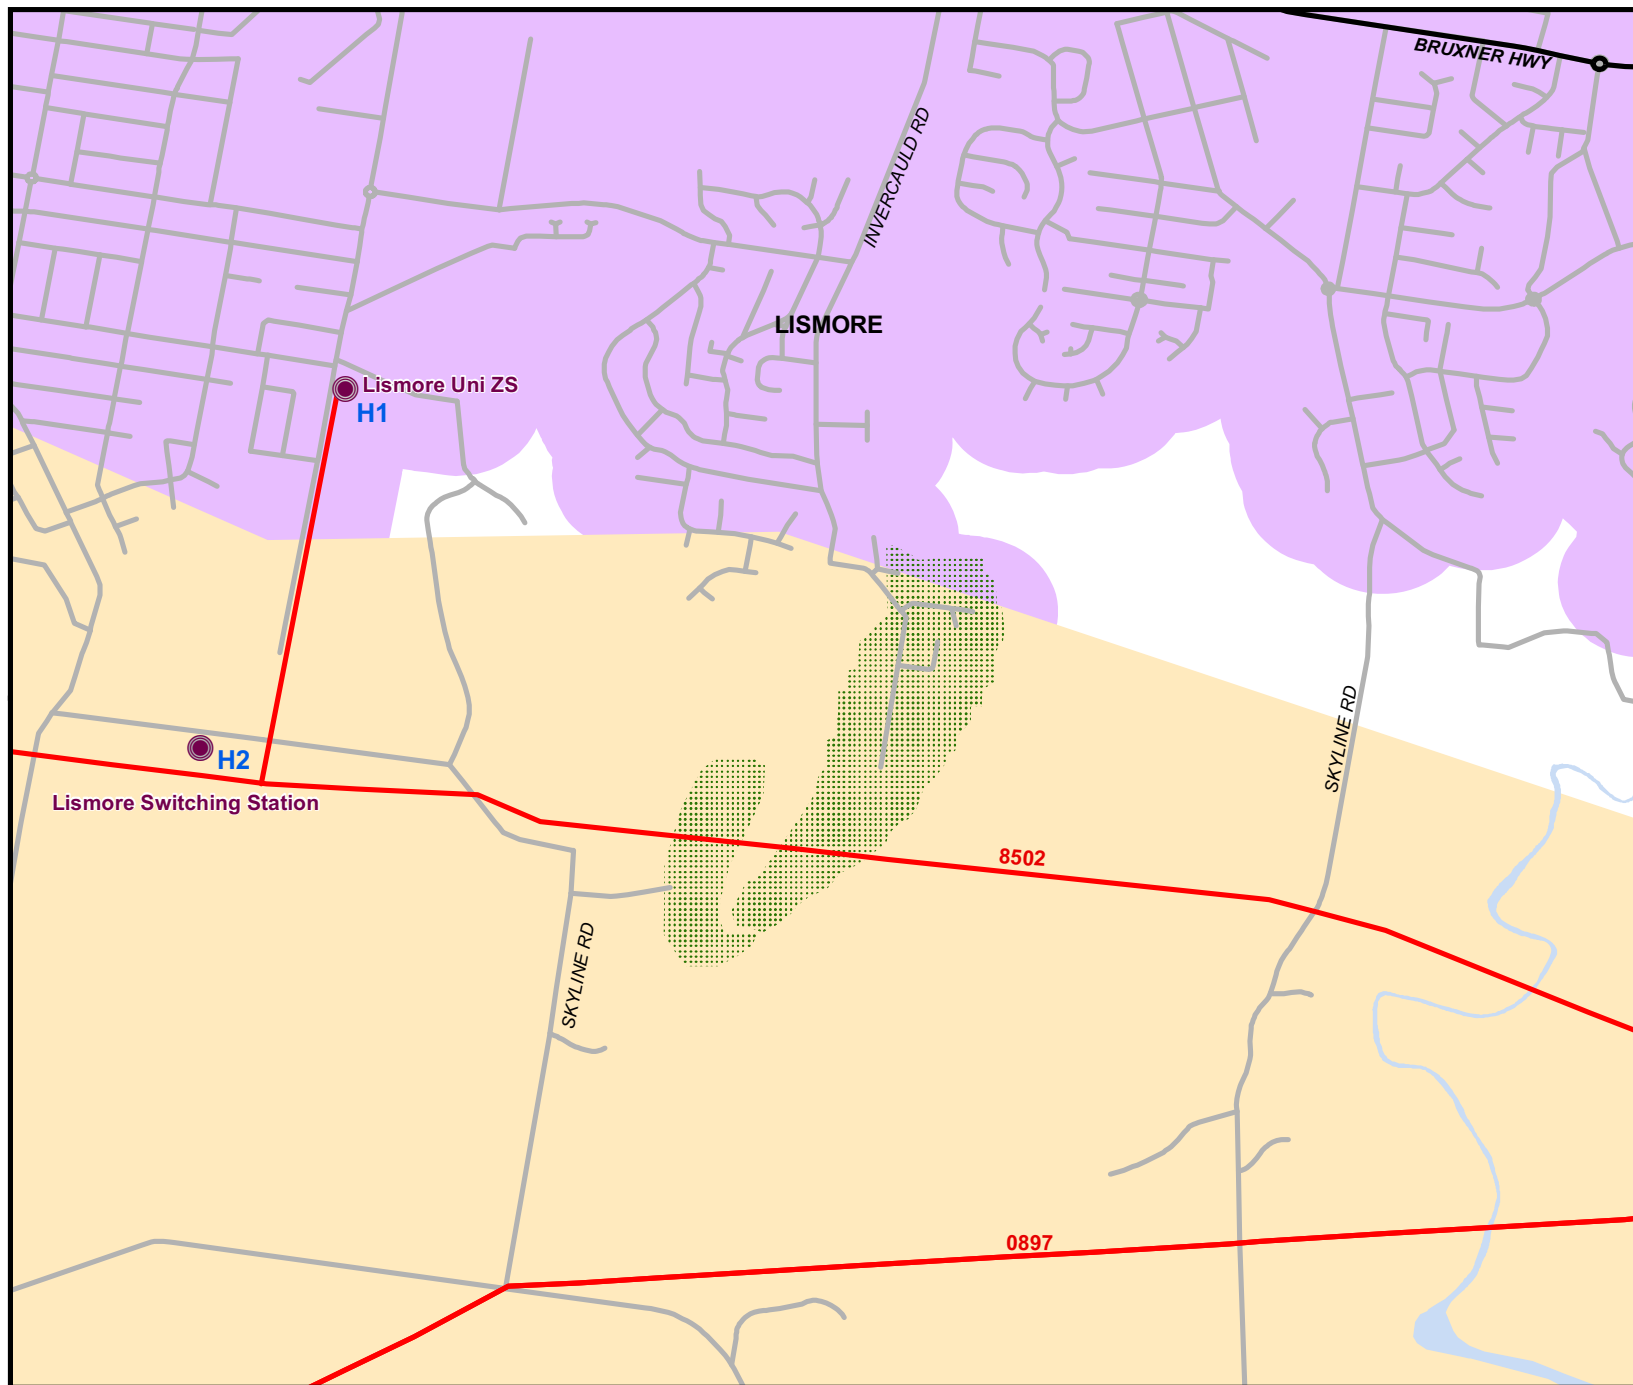 BRUXNER HWY
INVERCAULD RD
LISMORE
Lismore Uni ZS
H1
SKYLINE RD
H2
Lismore Switching Station
8502
SKYLINE RD
0897